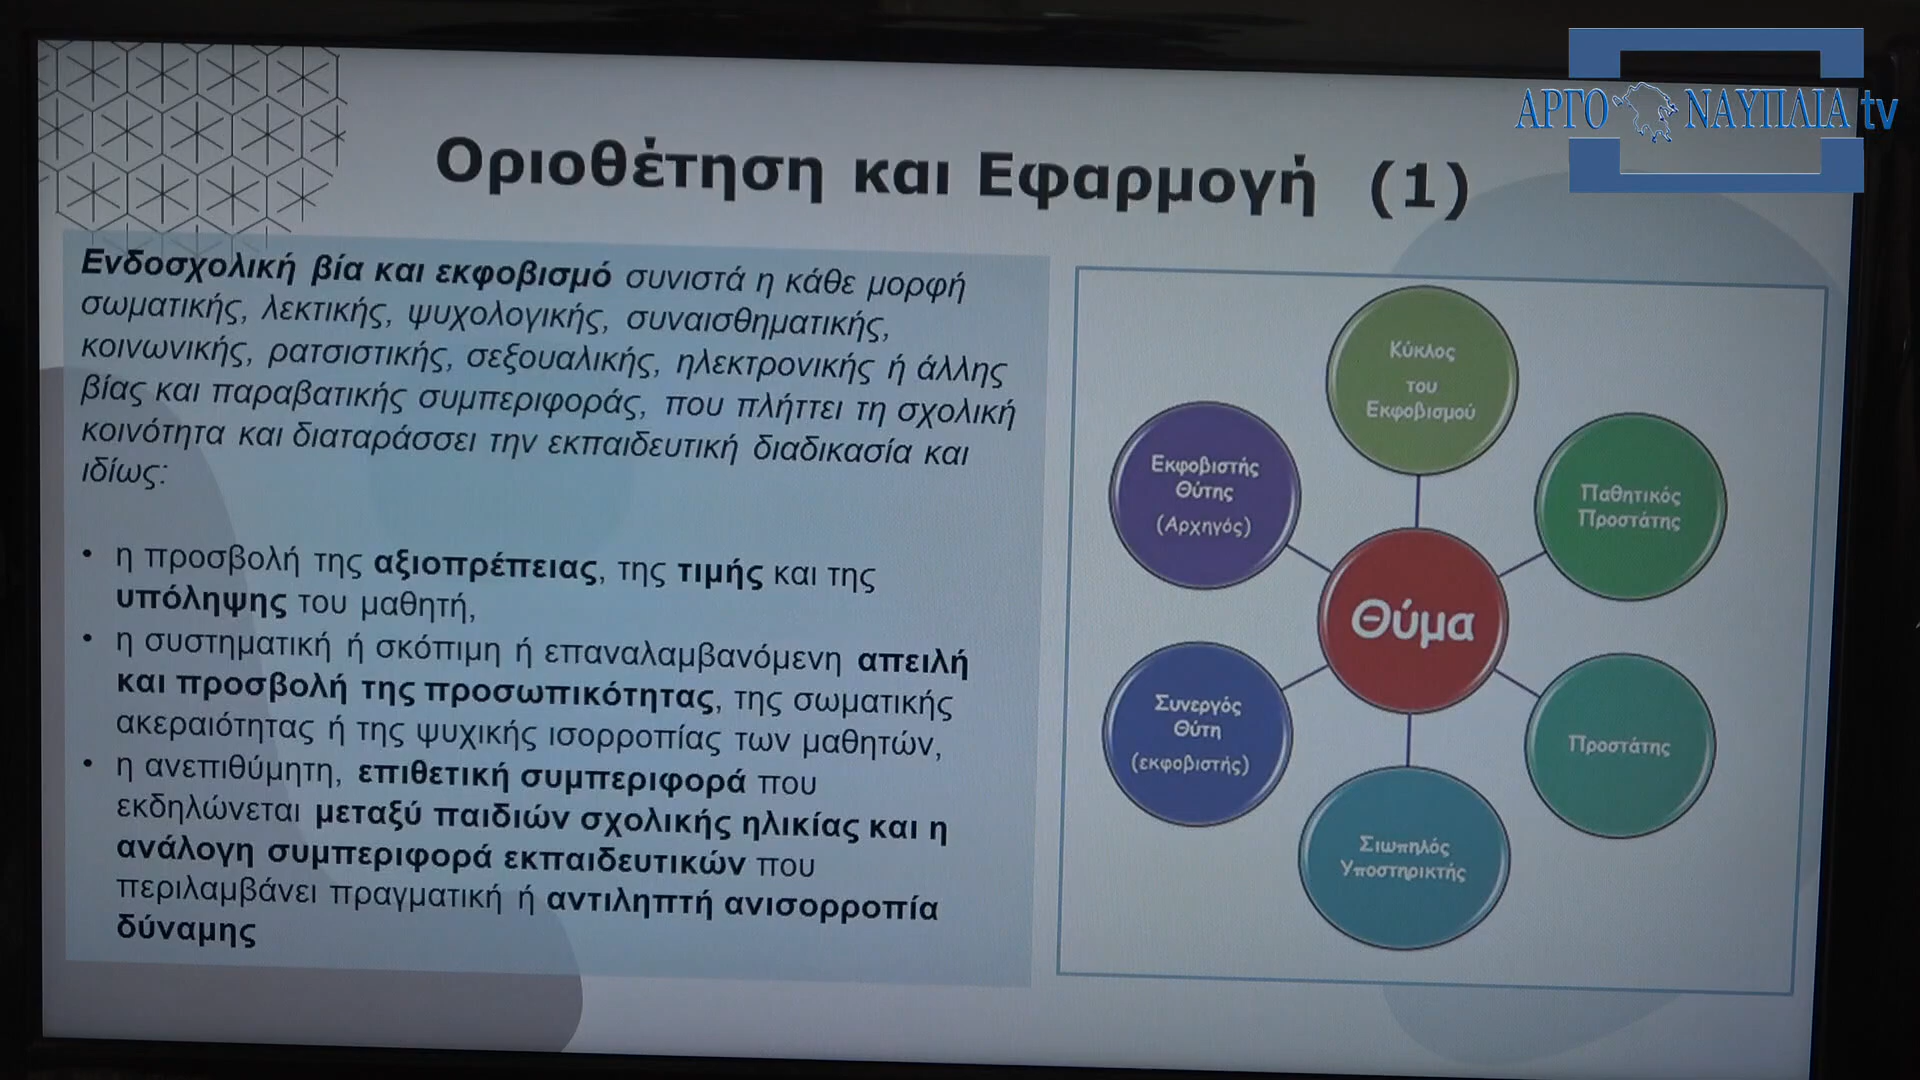 ΑΡΓΟ ΝΑΥΠΛΙΑ tv
Οριοθέτηση και Εφαρμογή (1)
Ενδοσχολική βία και εκφοβισμό συνιστά η κάθε μορφή
σωματικής, λεκτικής, ψυχολογικής, συναισθηματικής,
κοινωνικής, ρατσιστικής, σεξουαλικής, ηλεκτρονικής ή άλλης
βίας και παραβατικής συμπεριφοράς, που πλήττει τη σχολική
κοινότητα και διαταράσσει την εκπαιδευτική διαδικασία και
ιδίως:
• η προσβολή της αξιοπρέπειας, της τιμής και της
υπόληψης του μαθητή,
• η συστηματική ή σκόπιμη ή επαναλαμβανόμενη απειλή
και προσβολή της προσωπικότητας, της σωματικής
ακεραιότητας ή της ψυχικής ισορροπίας των μαθητών,
• η ανεπιθύμητη, επιθετική συμπεριφορά που
εκδηλώνεται μεταξύ παιδιών σχολικής ηλικίας και η
ανάλογη συμπεριφορά εκπαιδευτικών που
περιλαμβάνει πραγματική ή αντιληπτή ανισορροπία
δύναμης
Κύκλος
του
Εκφοβισμού
Παθητικός
Προστάτης
Προστάτης
Σιωπηλός
Υποστηρικτής
Συνεργός
Θύτη
(εκφοβιστής)
Εκφοβιστής
Θύτης
(Αρχηγός)
Θύμα